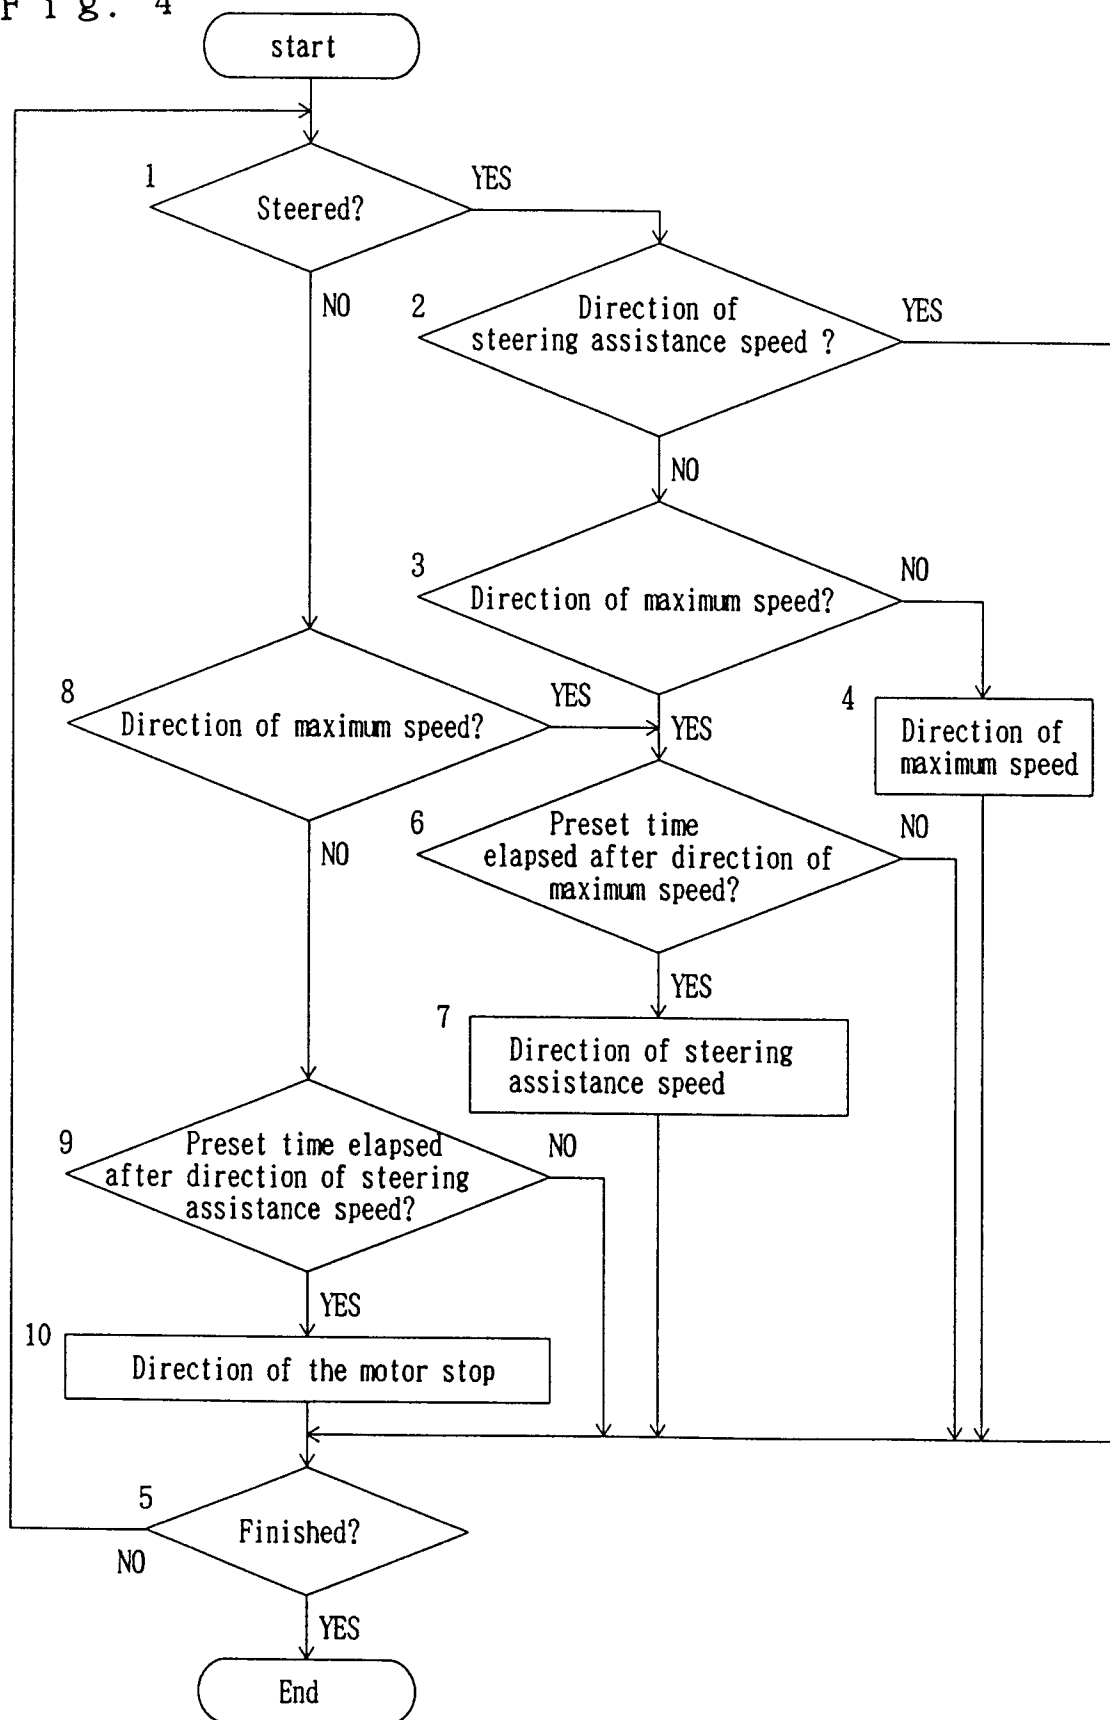 Fig. 4
start
1
Steered?
YES
NO
2
Direction of
steering assistance speed ?
YES
NO
3
Direction of maximum speed?
NO
YES
4
Direction of
maximum speed
8
Direction of maximum speed?
YES
NO
6
Preset time
elapsed after direction of
maximum speed?
NO
YES
7
Direction of steering
assistance speed
9
Preset time elapsed
after direction of steering
assistance speed?
NO
YES
10
Direction of the motor stop
5
Finished?
NO
YES
End